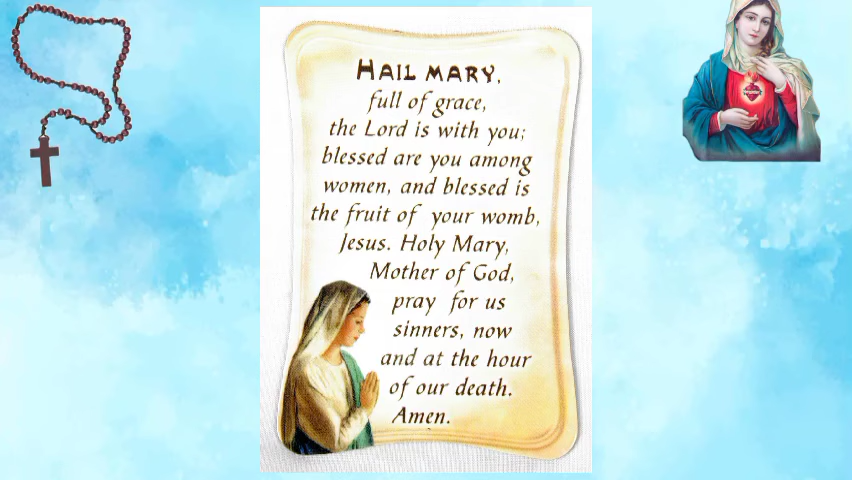 HAIL MARY,
full of grace,
the Lord is with you;
blessed are you among
women, and blessed is
the fruit of your womb,
Jesus. Holy Mary,
Mother of God,
pray for us
sinners, now
and at the hour
of our death.
Amen.